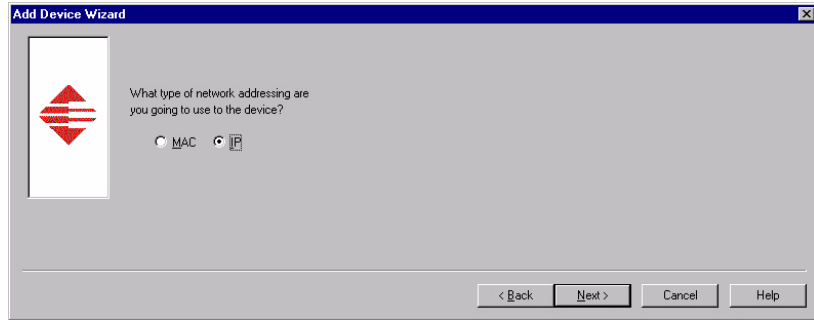 Add Device Wizard
What type of network addressing are
you going to use to the device?
MAC IP
< Back Next > Cancel Help